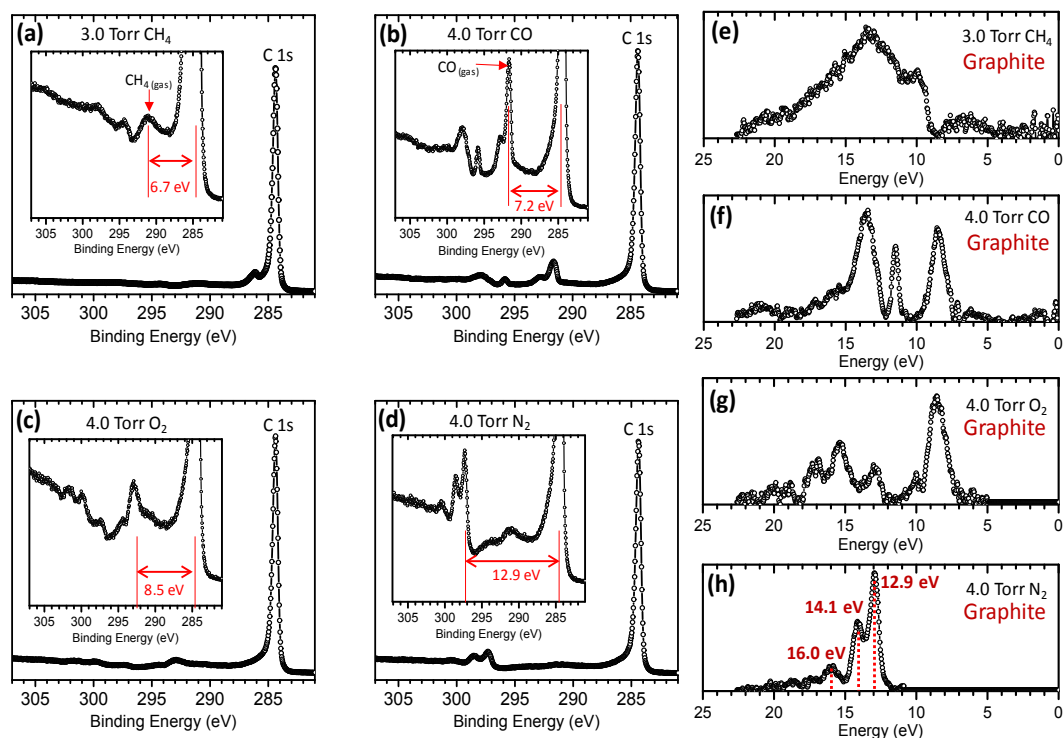 (a)
3.0 Torr CH4
C 1s
CH4 (gas)
6.7 eV
305 300 295 290 285
Binding Energy (eV)
305 300 295 290 285
Binding Energy (eV)
(b)
4.0 Torr CO
C 1s
CO(gas)
7.2 eV
305 300 295 290 285
Binding Energy (eV)
305 300 295 290 285
Binding Energy (eV)
(c)
4.0 Torr O2
C 1s
8.5 eV
305 300 295 290 285
Binding Energy (eV)
305 300 295 290 285
Binding Energy (eV)
(d)
4.0 Torr N2
C 1s
12.9 eV
305 300 295 290 285
Binding Energy (eV)
305 300 295 290 285
Binding Energy (eV)
(e)
3.0 Torr CH4
Graphite
25 20 15 10 5 0
Energy (eV)
(f)
4.0 Torr CO
Graphite
25 20 15 10 5 0
Energy (eV)
(g)
4.0 Torr O2
Graphite
25 20 15 10 5 0
Energy (eV)
(h)
12.9 eV
4.0 Torr N2
14.1 eV
Graphite
16.0 eV
25 20 15 10 5 0
Energy (eV)